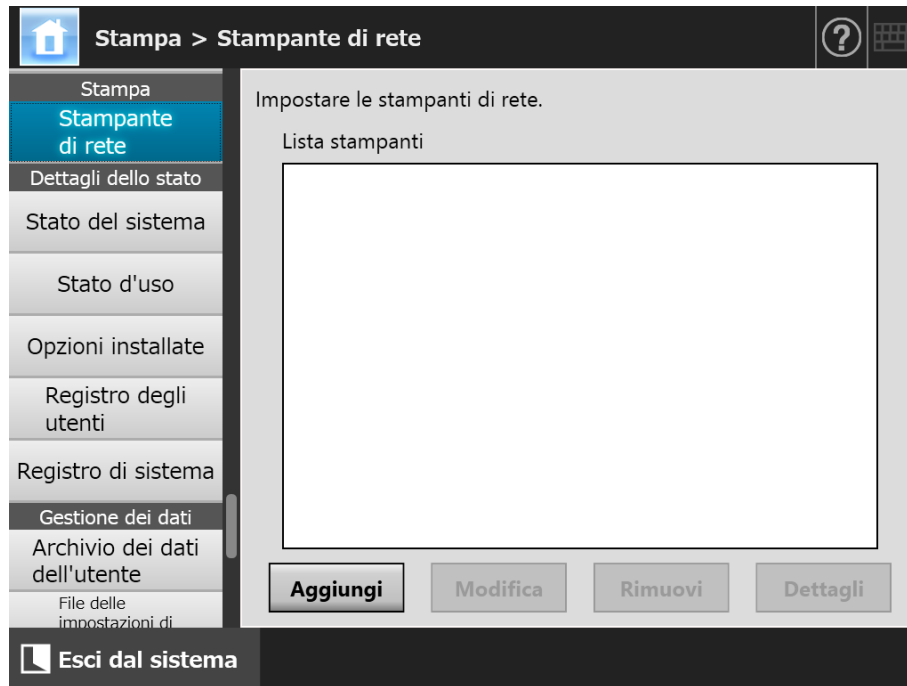 Stampa > Stampante di rete
?
Stampa
Stampante
di rete
Dettagli dello stato
Stato del sistema
Stato d'uso
Opzioni installate
Registro degli
utenti
Registro di sistema
Gestione dei dati
Archivio dei dati
dell'utente
File delle
impostazioni di
Impostare le stampanti di rete.
Lista stampanti
Aggiungi Modifica Rimuovi Dettagli
Esci dal sistema